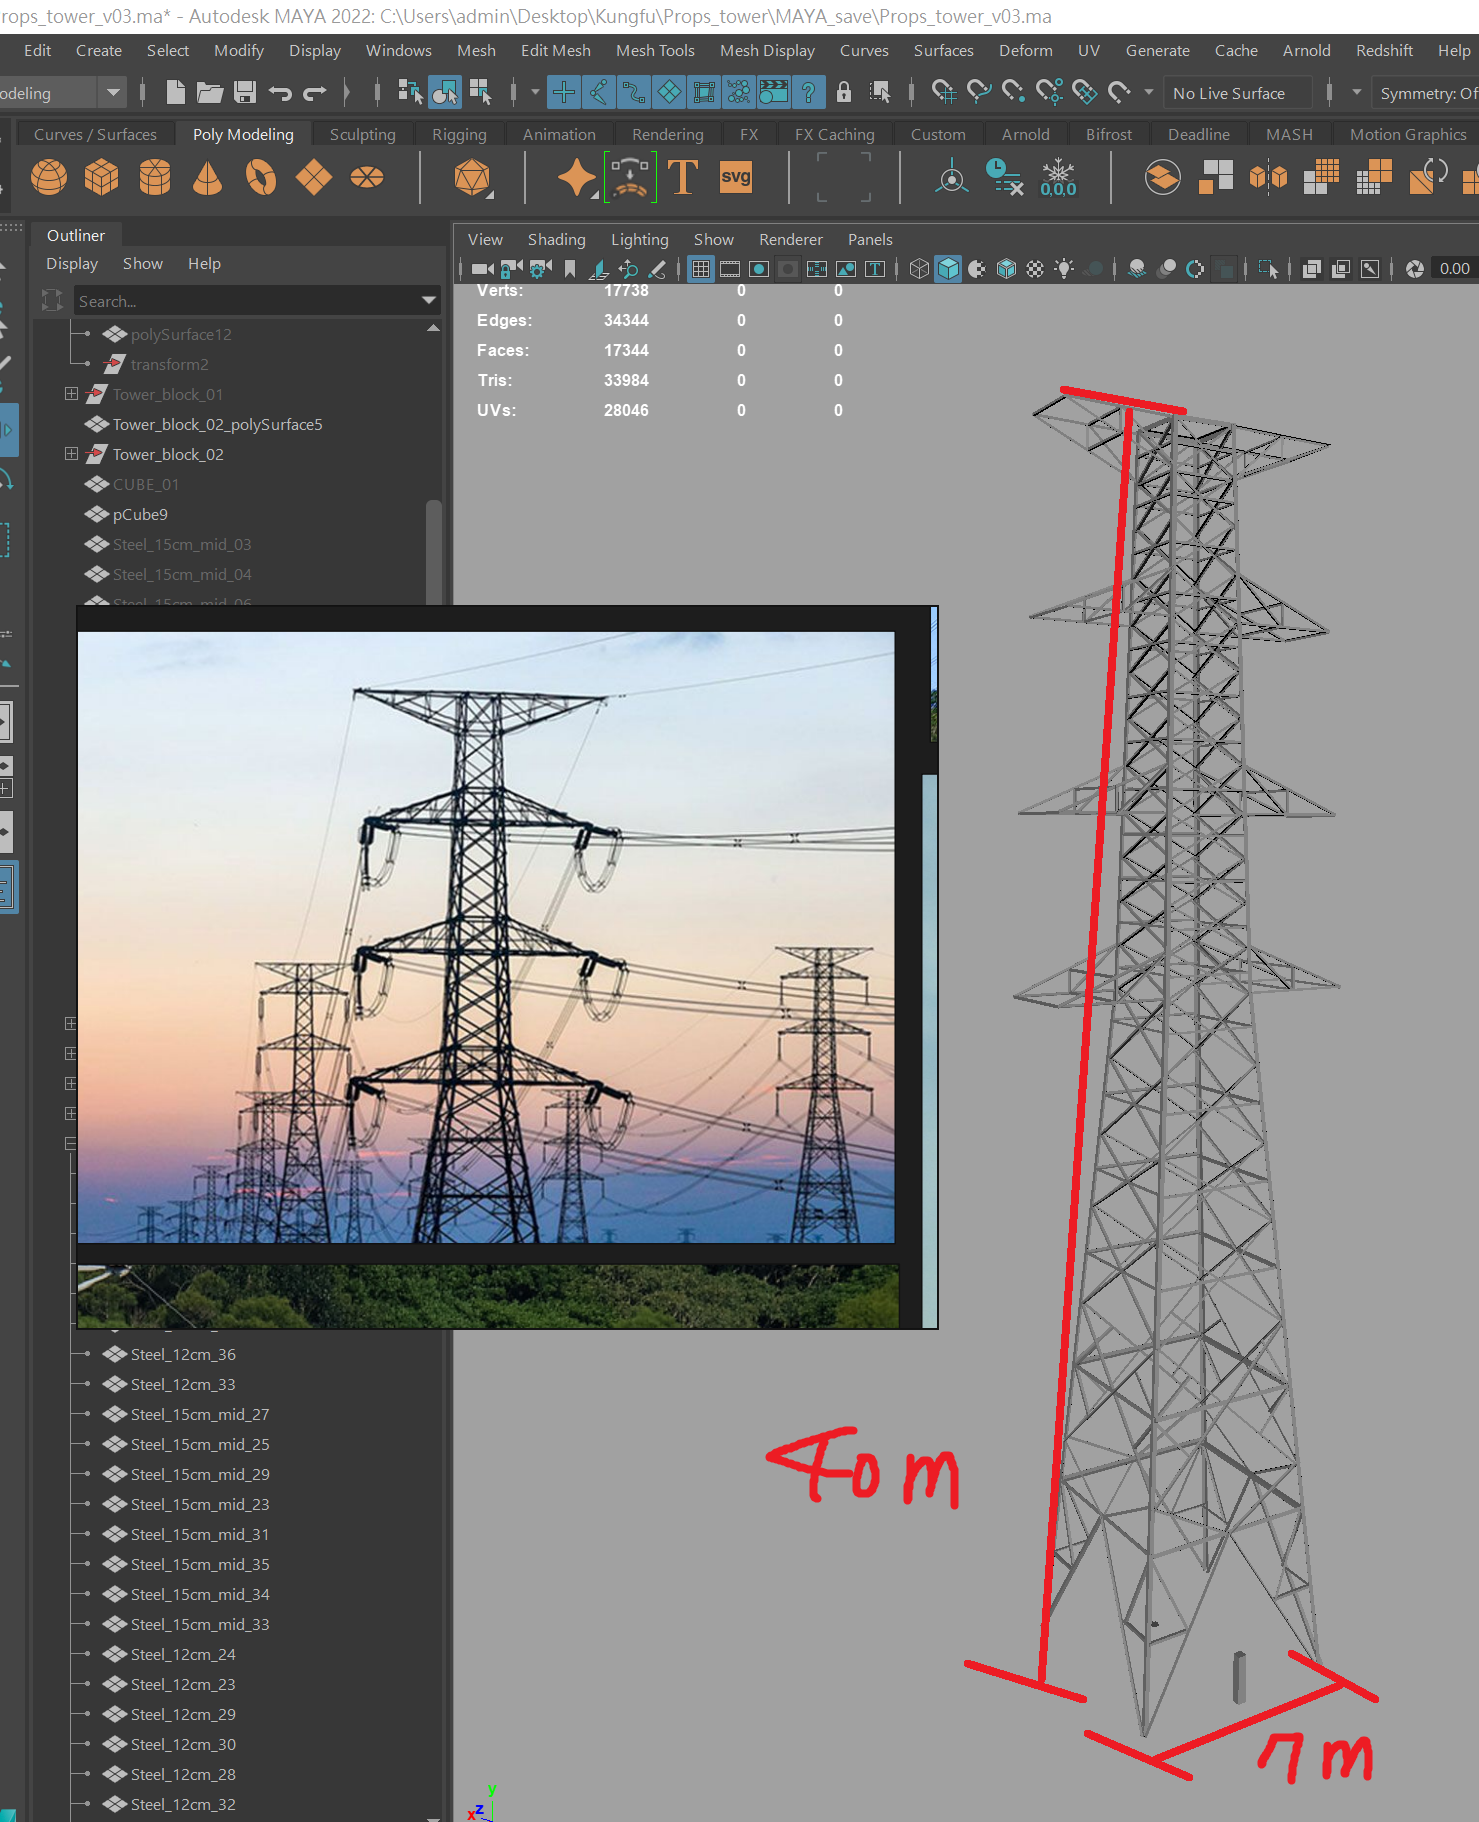 rops_tower_v03.ma* - Autodesk MAYA 2022: C:\Users\admin\Desktop\Kungfu\Props_tower\MAYA_save\Props_tower_v03.ma
Edit Create Select Modify Display Windows Mesh Edit Mesh Mesh Tools Mesh Display Curves Surfaces Deform UV Generate Cache Arnold Redshift Help
odeling No Live Surface Symmetry: Of
Curves / Surfaces Poly Modeling Sculpting Rigging Animation Rendering FX FX Caching Custom Arnold Bifrost Deadline MASH Motion Graphics
T svg 0,0,0
Outliner
Display Show Help
Search...
polySurface12
transform2
Tower_block_01
Tower_block_02_polySurface5
Tower_block_02
CUBE_01
pCube9
Steel_15cm_mid_03
Steel_15cm_mid_04
Steel_15cm_mid_06
Steel_12cm_36
Steel_12cm_33
Steel_15cm_mid_27
Steel_15cm_mid_25
Steel_15cm_mid_29
Steel_15cm_mid_23
Steel_15cm_mid_31
Steel_15cm_mid_35
Steel_15cm_mid_34
Steel_15cm_mid_33
Steel_12cm_24
Steel_12cm_23
Steel_12cm_29
Steel_12cm_30
Steel_12cm_28
Steel_12cm_32
View Shading Lighting Show Renderer Panels
0.00
Verts: 17738 0 0
Edges: 34344 0 0
Faces: 17344 0 0
Tris: 33984 0 0
UVs: 28046 0 0
40m
7m
y
z
x